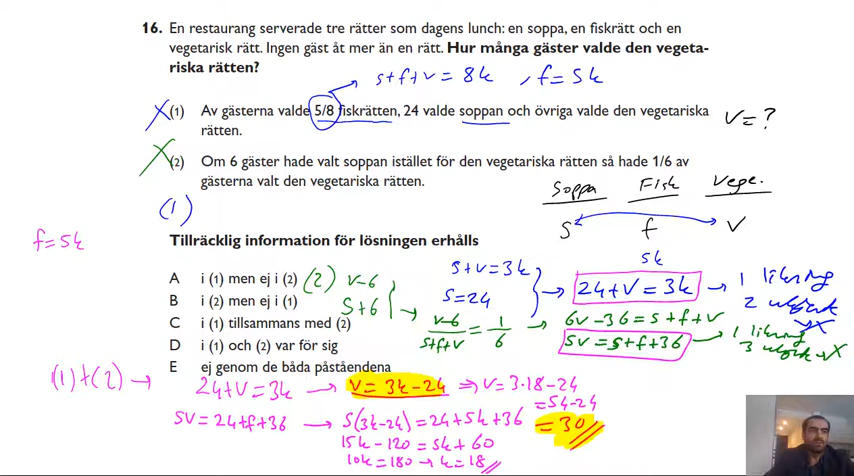 16. En restaurang serverade tre rätter som dagens lunch: en soppa, en fiskrätt och en
vegetarisk rätt. Ingen gäst åt mer än en rätt. Hur många gäster valde den vegeta-
riska rätten?
s+f+v = 8k , f = 5k
(1) Av gästerna valde 5/8 fiskrätten, 24 valde soppan och övriga valde den vegetariska
rätten.
v = ?
(2) Om 6 gäster hade valt soppan istället för den vegetariska rätten så hade 1/6 av
gästerna valt den vegetariska rätten.
Soppa Fisk Vege.
s f v
5k
(1)
f = 5k
Tillräcklig information för lösningen erhålls
A i (1) men ej i (2)
B i (2) men ej i (1)
C i (1) tillsammans med (2)
D i (1) och (2) var för sig
E ej genom de båda påståendena
s+v = 3k
s = 24
24+v = 3k
1 likning
2
(2) v-6
s+6
v-6/s+f+v = 1/6
6v-36 = s+f+v
5v = s+f+36
1 likning
3
(1)+(2) →
24+v = 3k → v = 3k-24 ⇒ v = 3·18-24
= 54-24
= 30
5v = 24+f+36 → 5(3k-24) = 24+5k+36
15k-120 = 5k+60
10k = 180 → k = 18